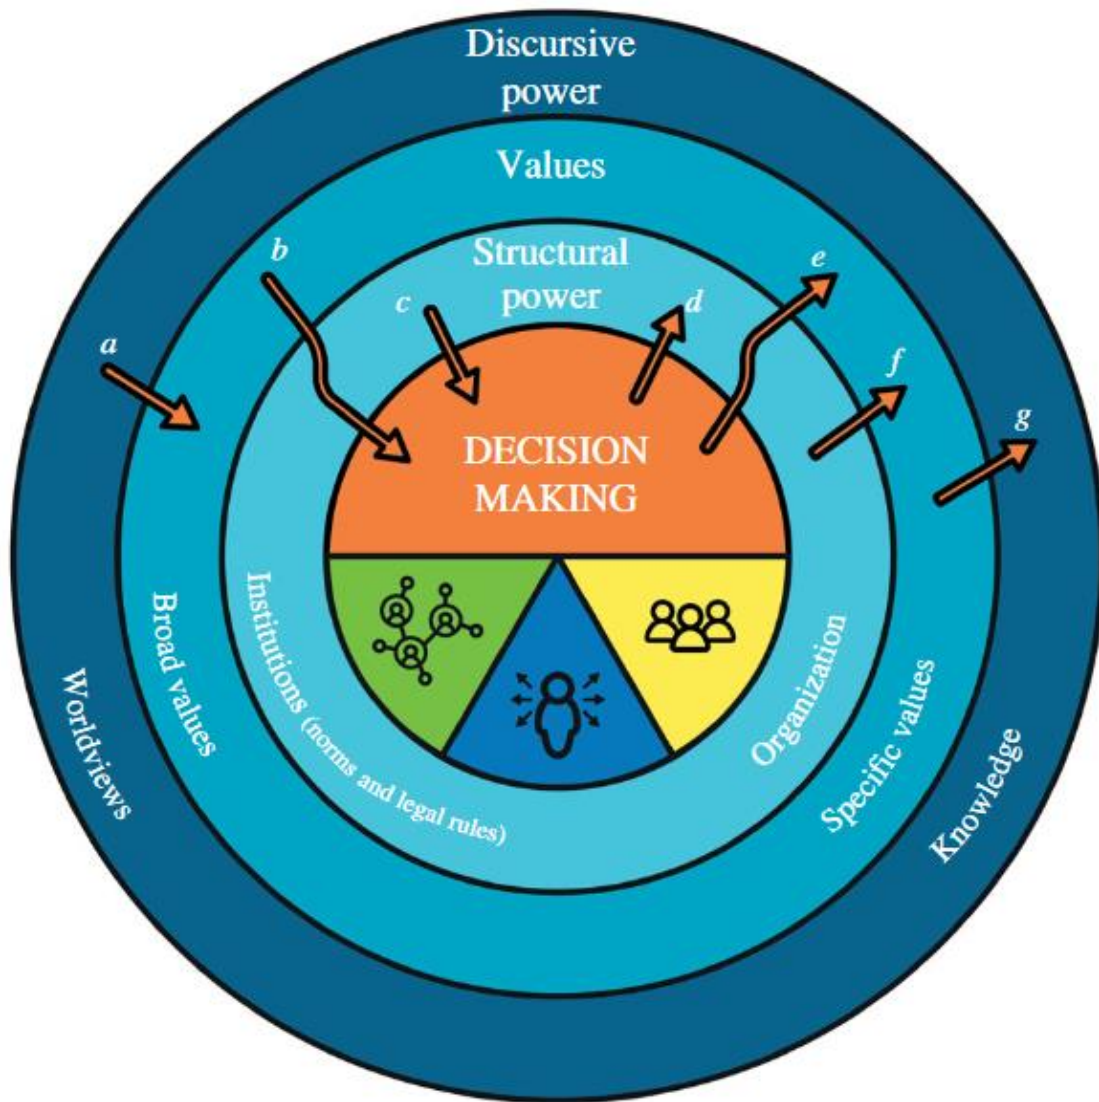 Discursive
power
Values
b
e
Structural
power
c
d
a
f
g
DECISION
MAKING
Institutions (norms and legal rules)
Organization
Broad values
Specific values
Worldviews
Knowledge